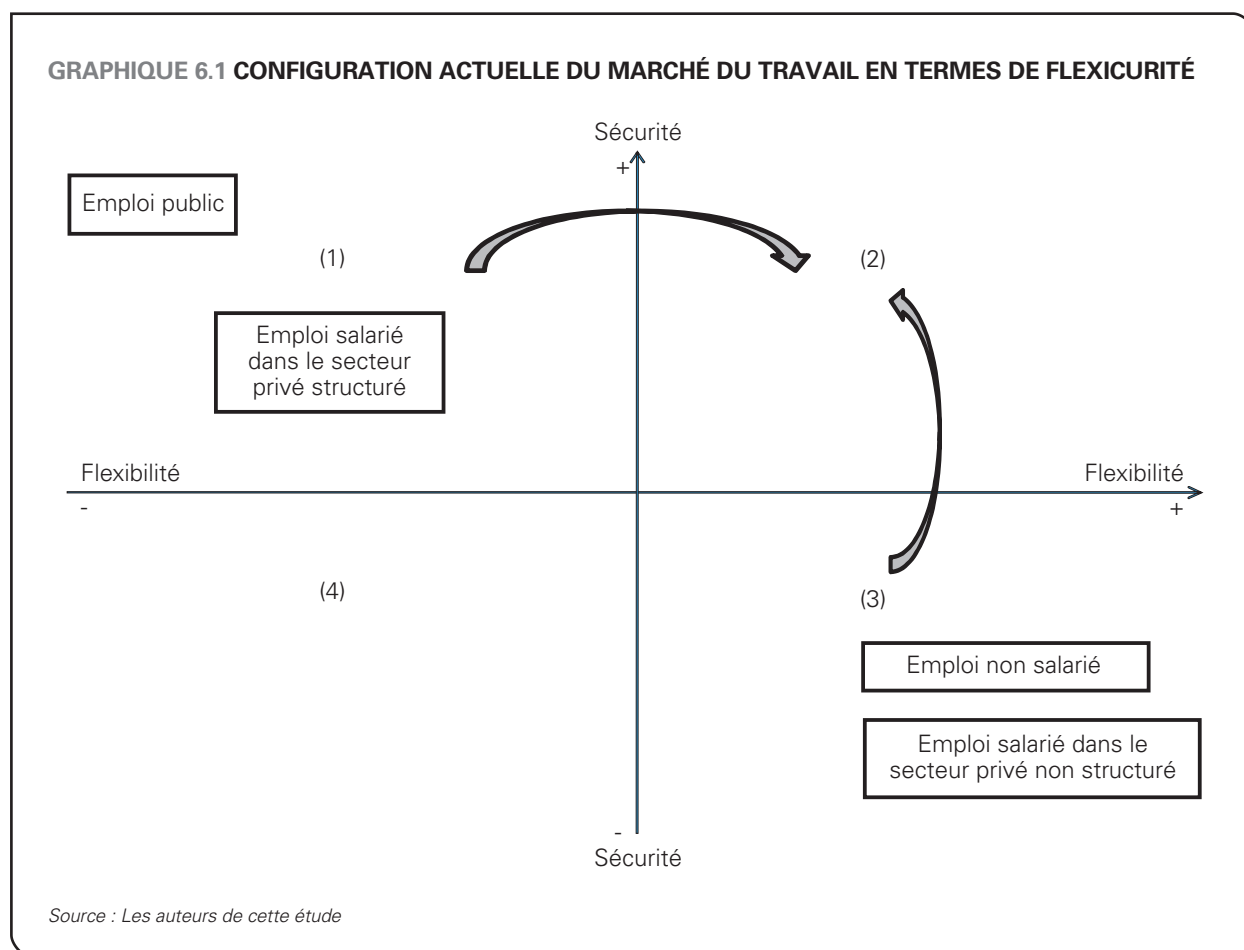 GRAPHIQUE 6.1 CONFIGURATION ACTUELLE DU MARCHÉ DU TRAVAIL EN TERMES DE FLEXICURITÉ
Sécurité
+
Emploi public
(1)
(2)
Emploi salarié
dans le secteur
privé structuré
Flexibilité
-
Flexibilité
+
(4)
(3)
Emploi non salarié
Emploi salarié dans le
secteur privé non structuré
-
Sécurité
Source : Les auteurs de cette étude